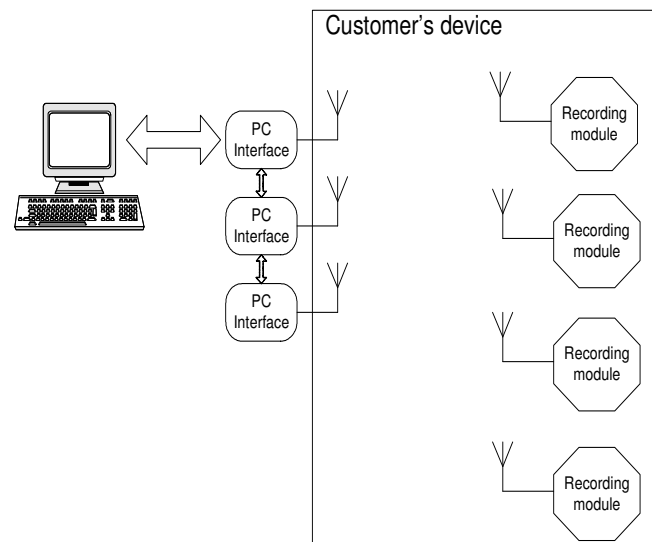 Customer's device
PC
Interface
PC
Interface
PC
Interface
Recording
module
Recording
module
Recording
module
Recording
module